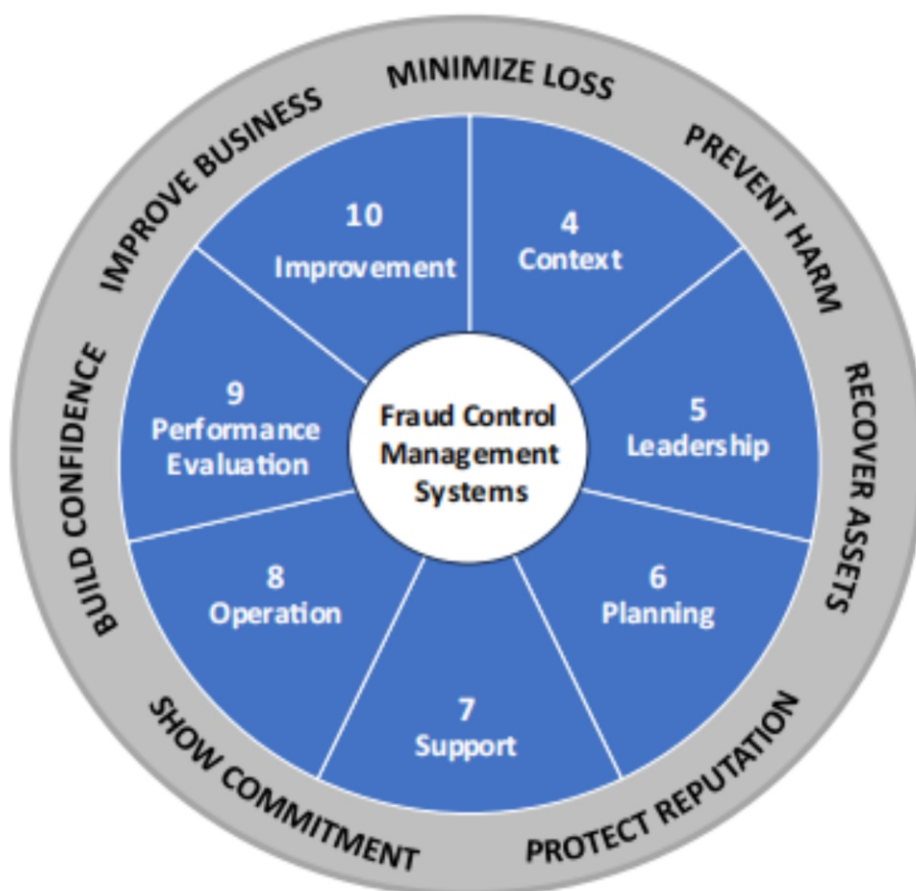 MINIMIZE LOSS
PREVENT HARM
RECOVER ASSETS
PROTECT REPUTATION
SHOW COMMITMENT
BUILD CONFIDENCE
IMPROVE BUSINESS
4
Context
5
Leadership
6
Planning
7
Support
8
Operation
9
Performance
Evaluation
10
Improvement
Fraud Control
Management
Systems